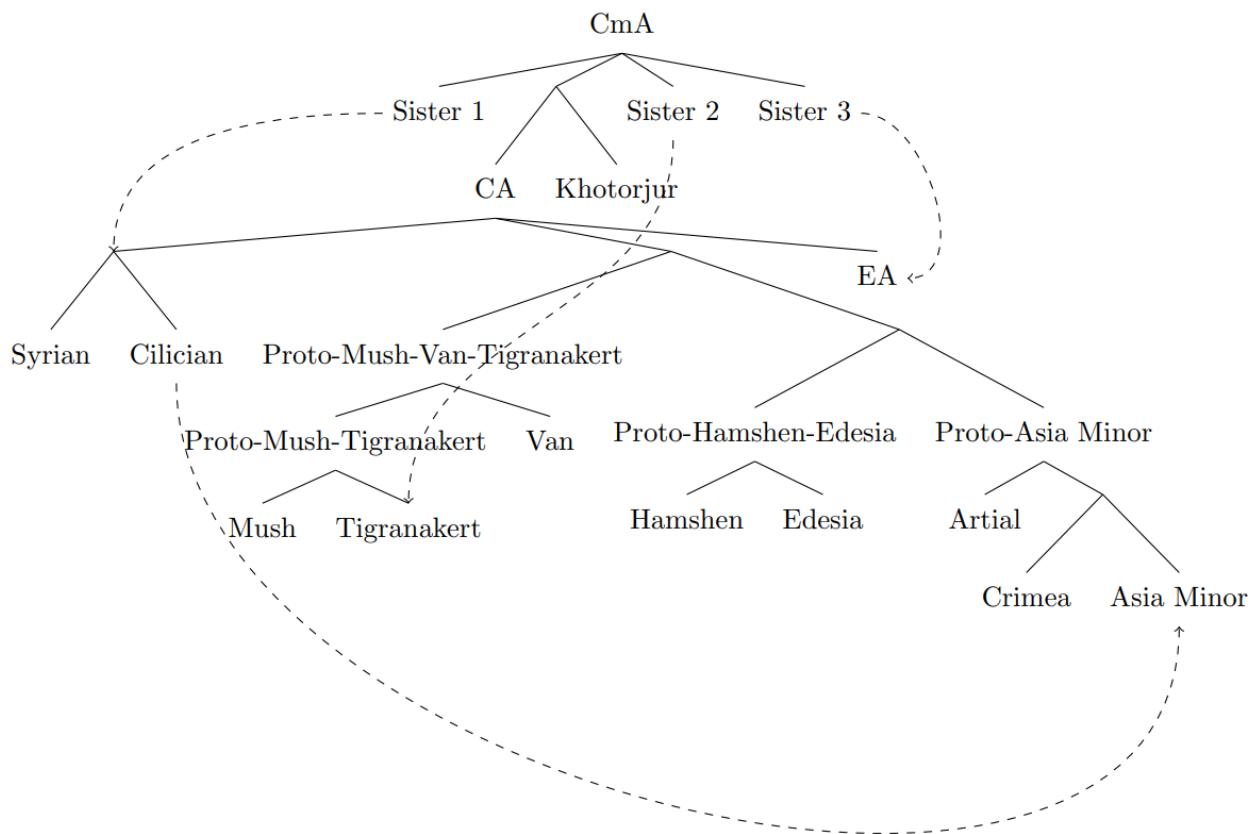 CmA
Sister 1 Sister 2 Sister 3
CA Khotorjur
EA
Syrian Cilician Proto-Mush-Van-Tigranakert
Proto-Mush-Tigranakert Van Proto-Hamshen-Edesia Proto-Asia Minor
Mush Tigranakert Hamshen Edesia Artial
Crimea Asia Minor